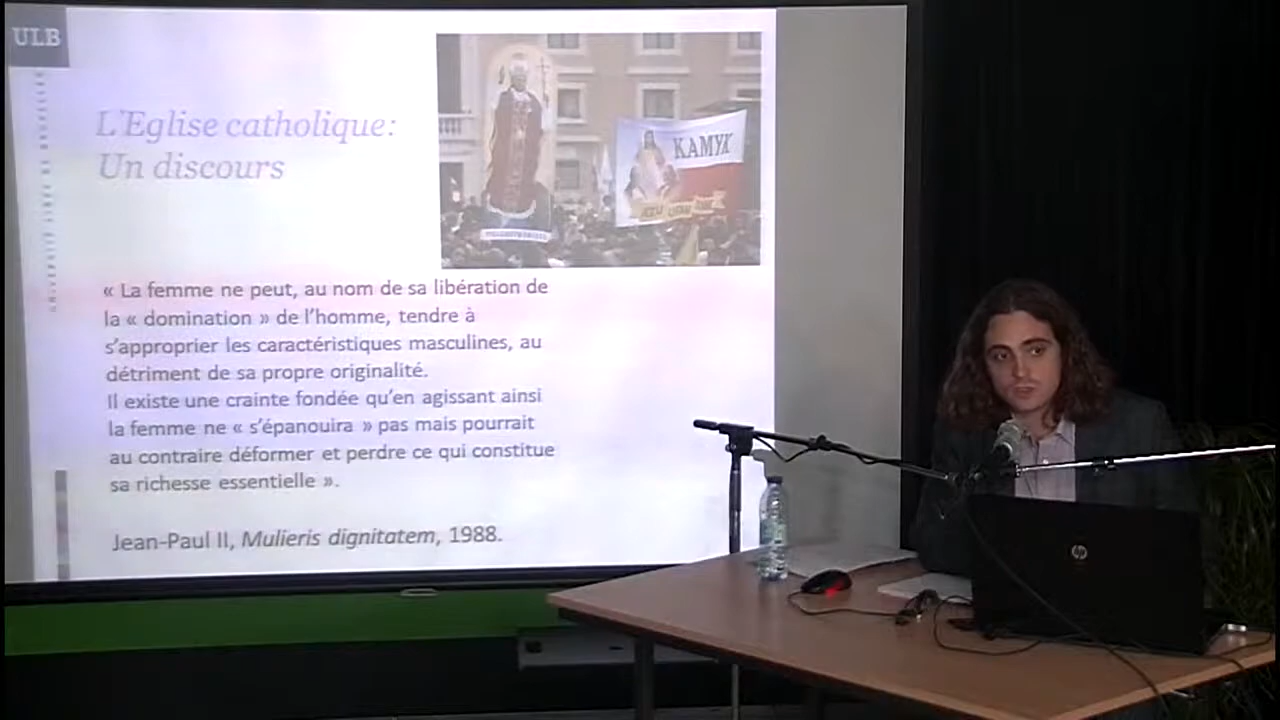 ULB
L'Eglise catholique:
Un discours
KAMYK
« La femme ne peut, au nom de sa libération de
la « domination » de l'homme, tendre à
s'approprier les caractéristiques masculines, au
détriment de sa propre originalité.
Il existe une crainte fondée qu'en agissant ainsi
la femme ne « s'épanouira » pas mais pourrait
au contraire déformer et perdre ce qui constitue
sa richesse essentielle ».
Jean-Paul II, Mulieris dignitatem, 1988.
hp